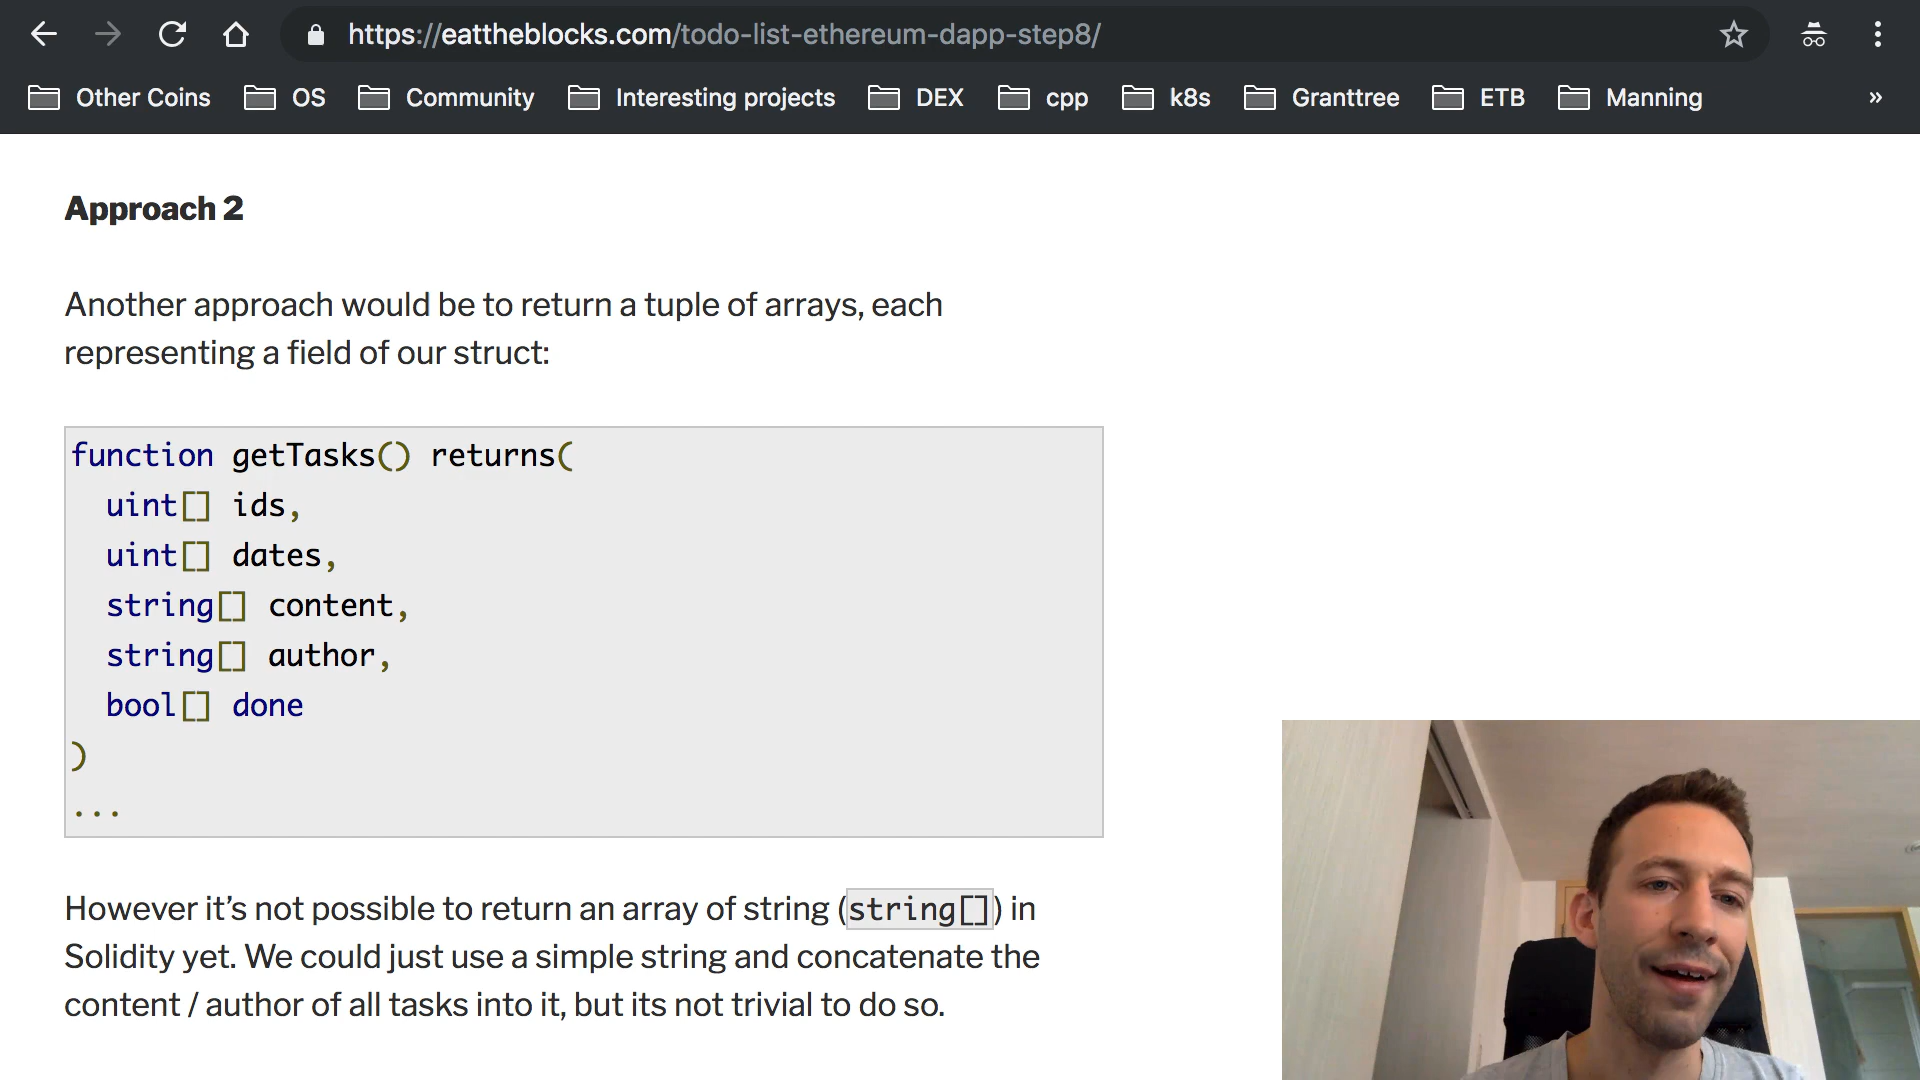 https://eattheblocks.com/todo-list-ethereum-dapp-step8/
Other Coins OS Community Interesting projects DEX cpp k8s Granttree ETB Manning »
Approach 2
Another approach would be to return a tuple of arrays, each
representing a field of our struct:
function getTasks() returns(
uint[] ids,
uint[] dates,
string[] content,
string[] author,
bool[] done
)
...
However it’s not possible to return an array of string (string[]) in
Solidity yet. We could just use a simple string and concatenate the
content / author of all tasks into it, but its not trivial to do so.